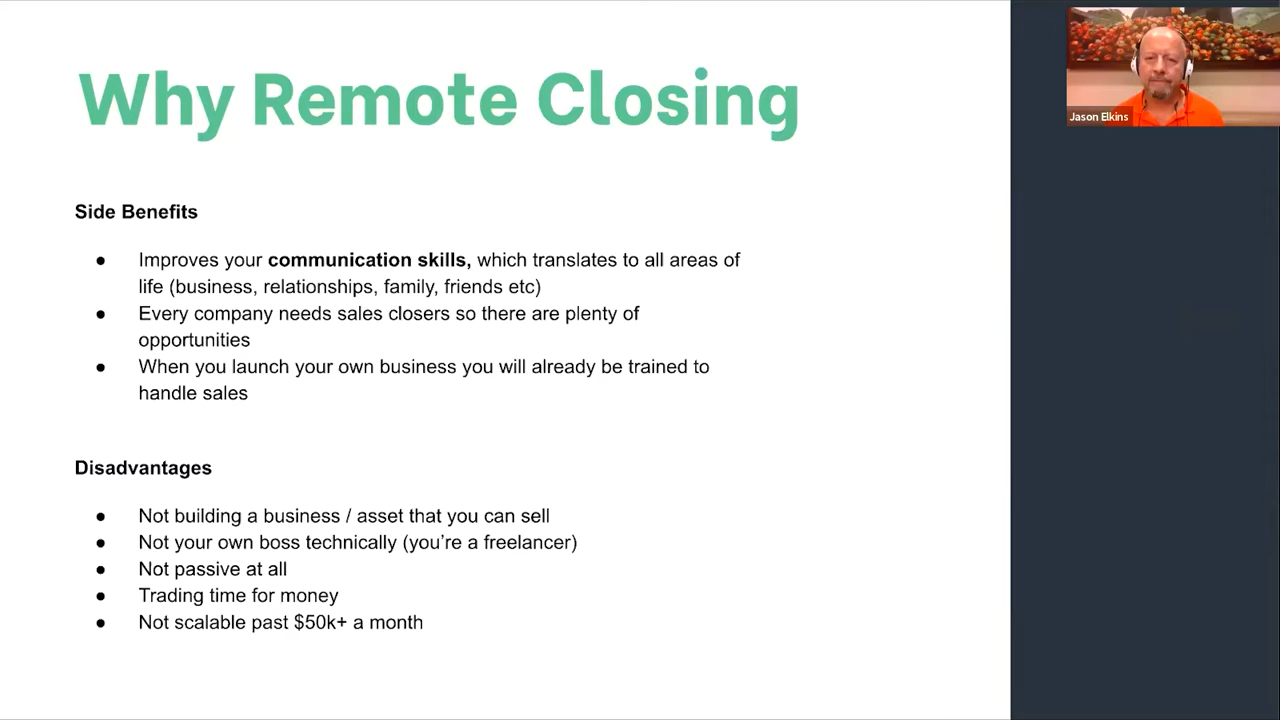 Why Remote Closing
Jason Elkins
Side Benefits
● Improves your communication skills, which translates to all areas of
life (business, relationships, family, friends etc)
● Every company needs sales closers so there are plenty of
opportunities
● When you launch your own business you will already be trained to
handle sales
Disadvantages
● Not building a business / asset that you can sell
● Not your own boss technically (you’re a freelancer)
● Not passive at all
● Trading time for money
● Not scalable past $50k+ a month